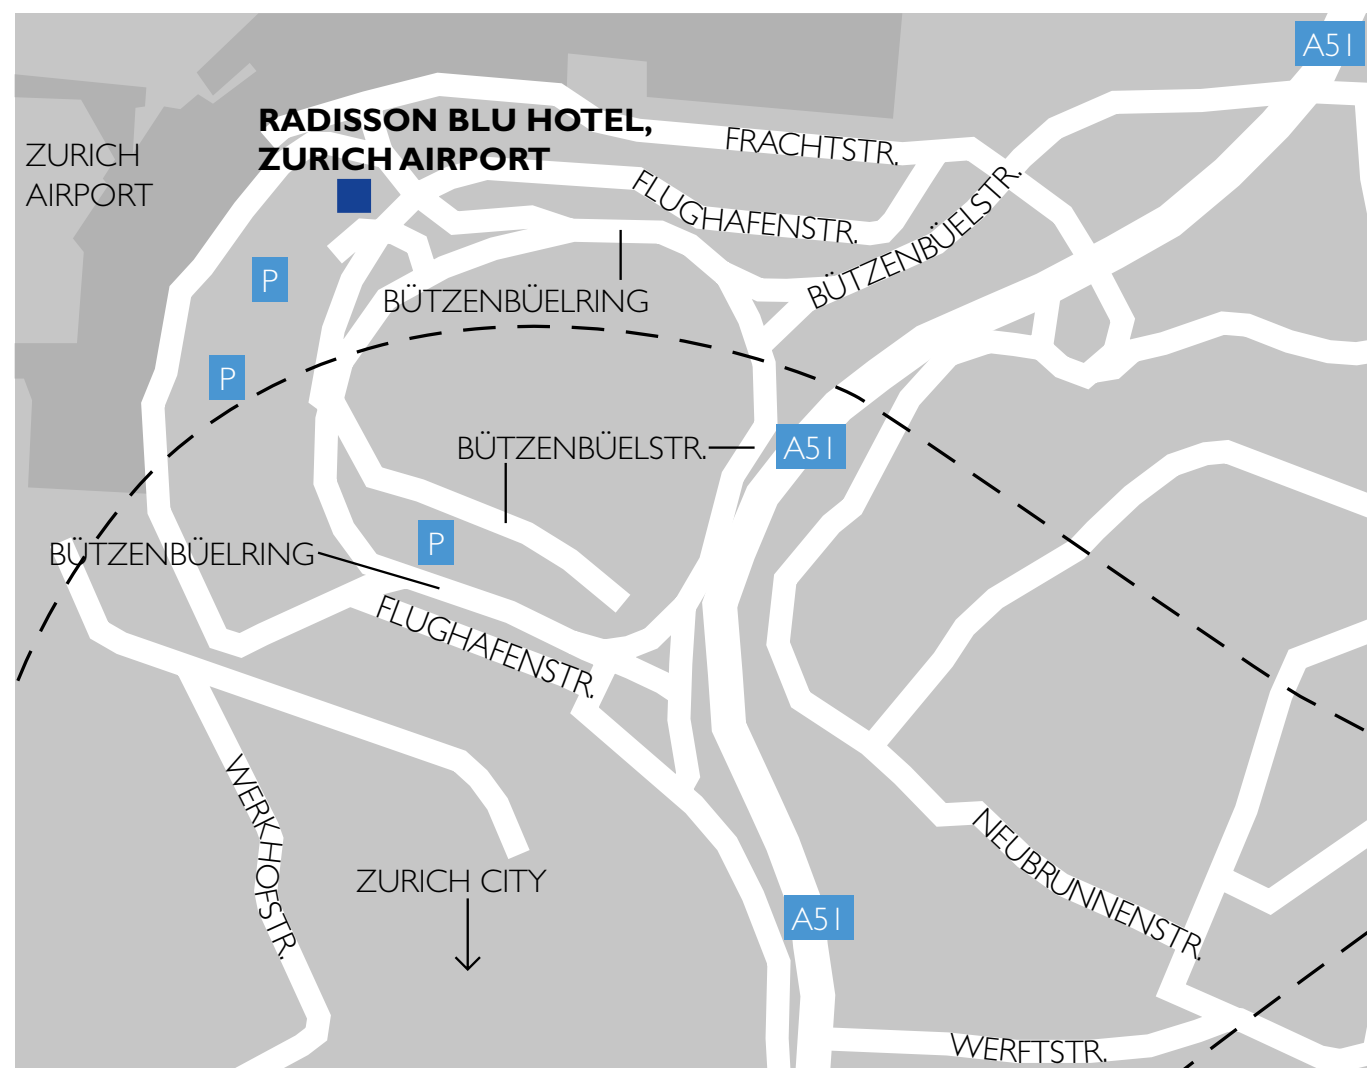 A51
RADISSON BLU HOTEL,
ZURICH AIRPORT
ZURICH
AIRPORT
FRACHTSTR.
FLUGHAFENSTR.
BÜTZENBÜELSTR.
P
BÜTZENBÜELRING
P
BÜTZENBÜELSTR.
A51
P
BÜTZENBÜELRING
FLUGHAFENSTR.
WERKHOFSTR.
NEUBRUNNENSTR.
ZURICH CITY
A51
WERFTSTR.